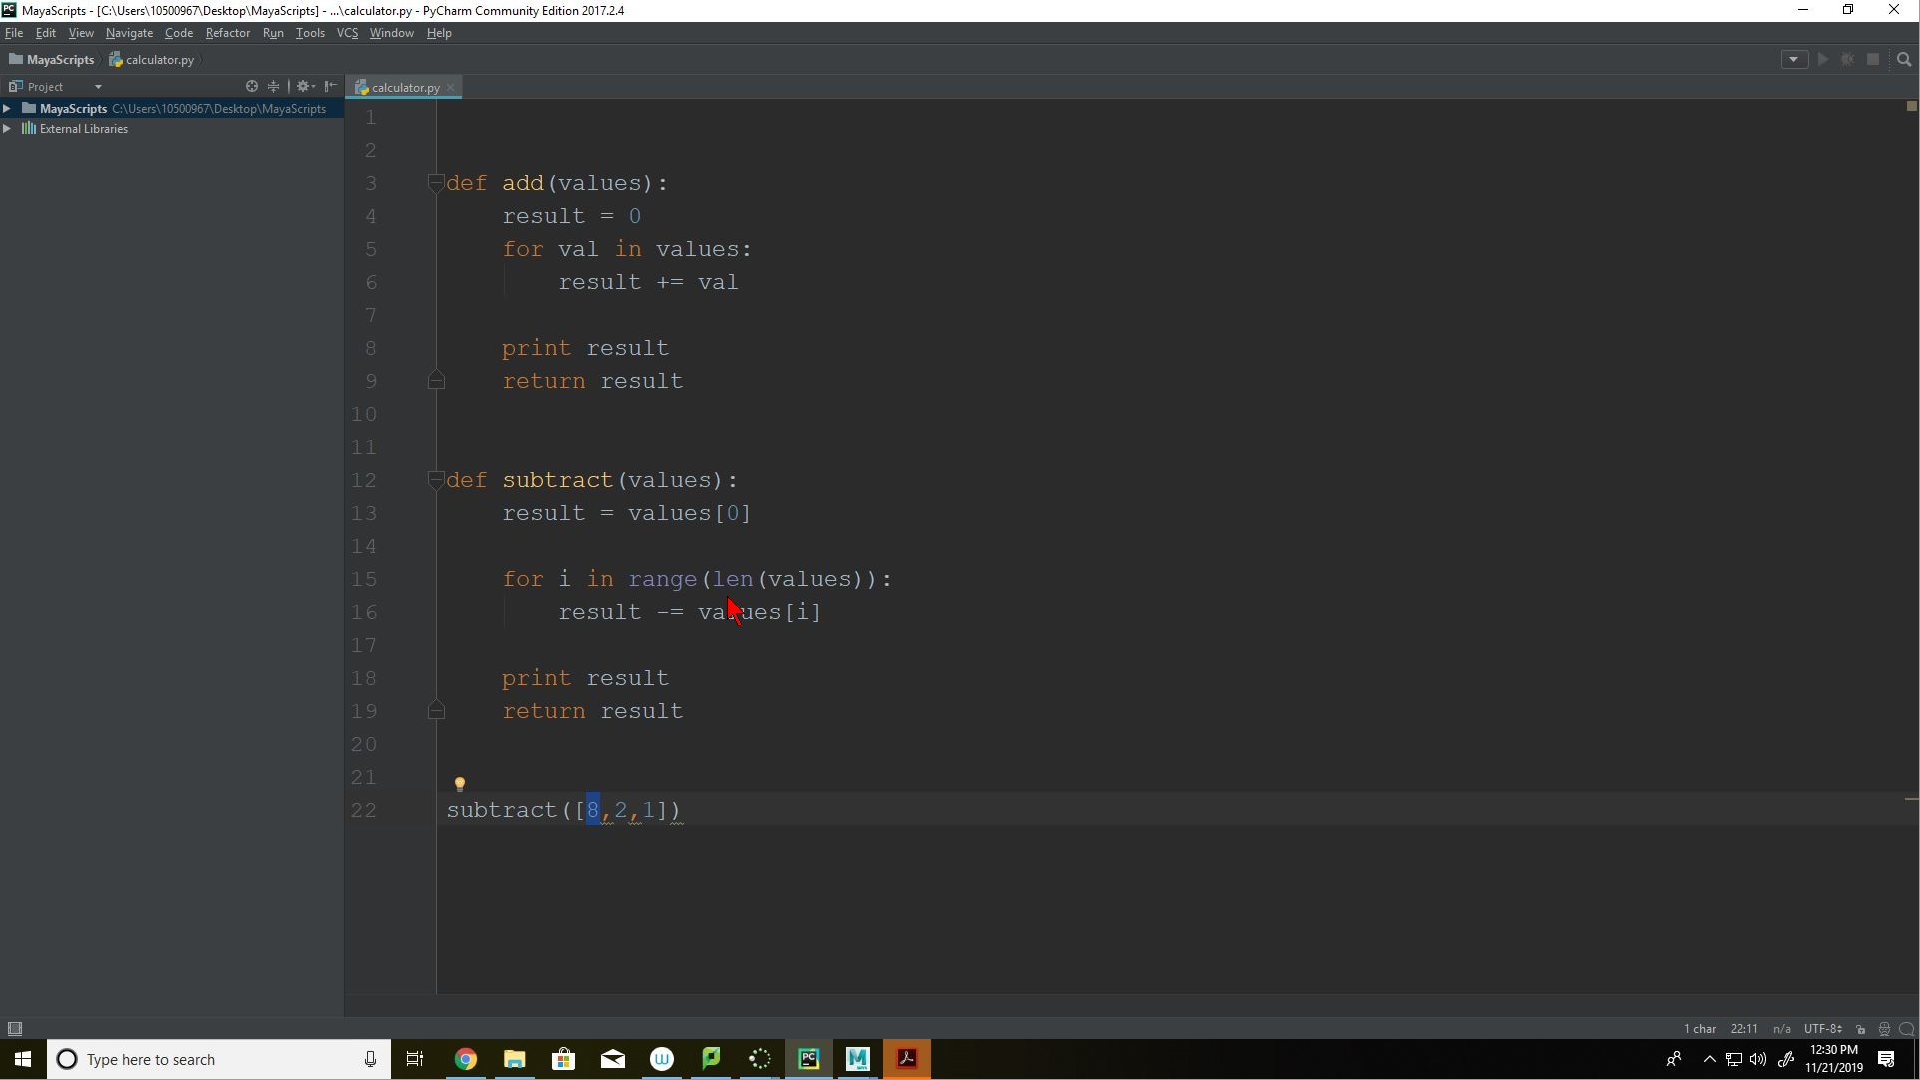 MayaScripts - [C:\Users\10500967\Desktop\MayaScripts] - ...\calculator.py - PyCharm Community Edition 2017.2.4
File Edit View Navigate Code Refactor Run Tools VCS Window Help
MayaScripts calculator.py
Project
calculator.py
MayaScripts C:\Users\10500967\Desktop\MayaScripts
External Libraries
1
2
3 def add(values):
4     result = 0
5     for val in values:
6         result += val
7
8     print result
9     return result
10
11
12 def subtract(values):
13     result = values[0]
14
15     for i in range(len(values)):
16         result -= values[i]
17
18     print result
19     return result
20
21
22 subtract([8,2,1])
1 char 22:11 n/a UTF-8
Type here to search
12:30 PM
11/21/2019